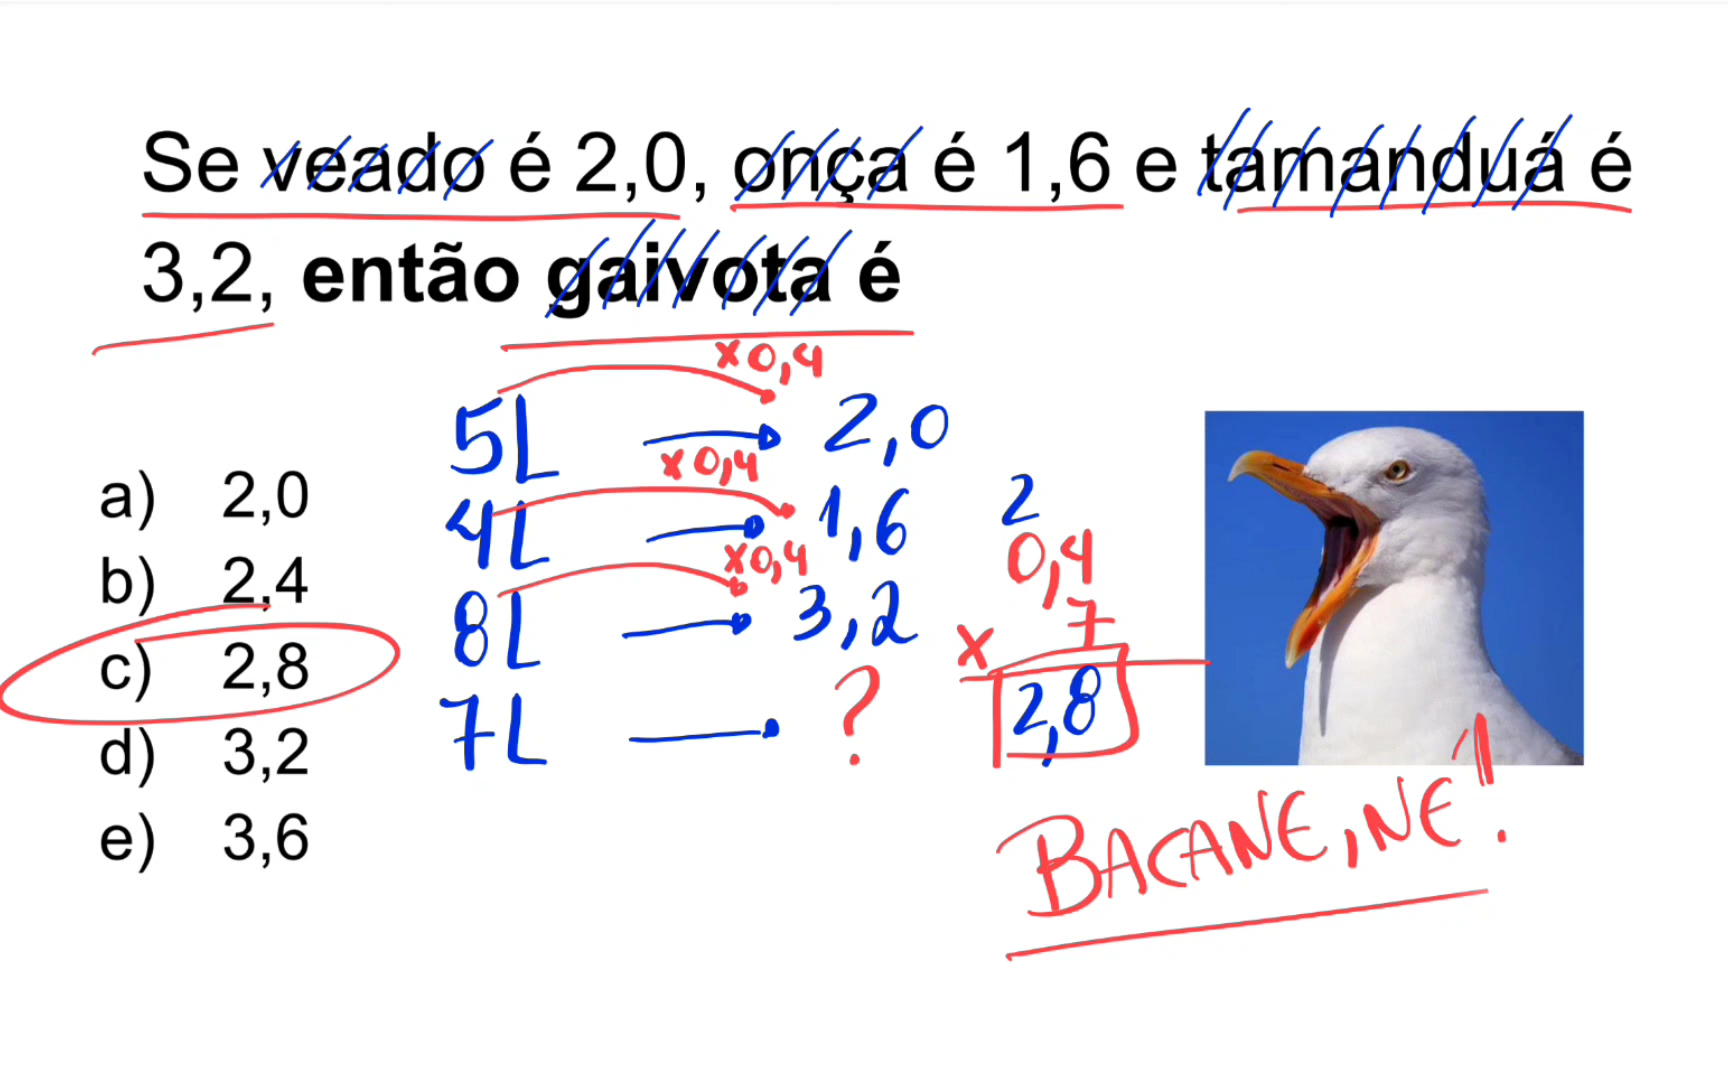 Se veado é 2,0, onça é 1,6 e tamanduá é
3,2, então gaivota é
x0,4
5L 2,0
x0,4
4L 1,6
x0,4
8L 3,2
7L ?
a) 2,0
b) 2,4
c) 2,8
d) 3,2
e) 3,6
2
0,4
x 7
2,8
BACANE, NE!